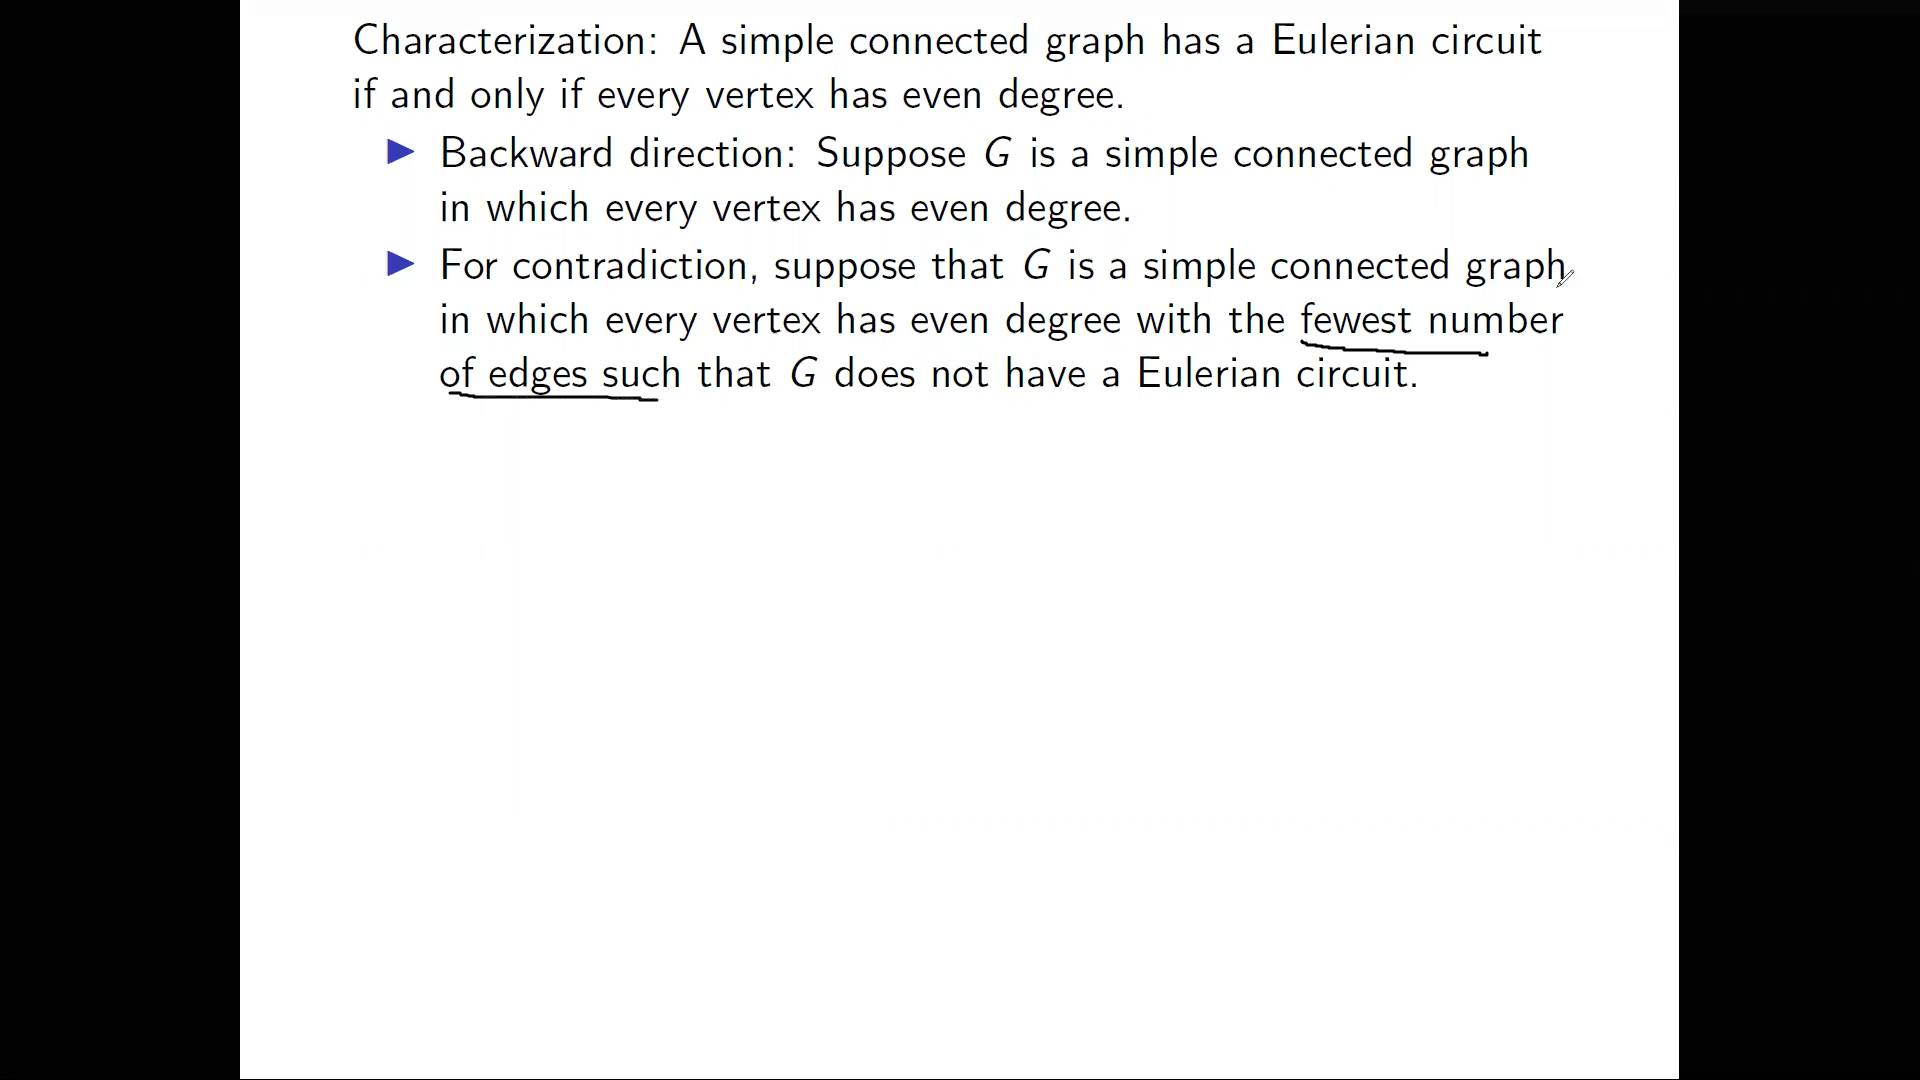 Characterization: A simple connected graph has a Eulerian circuit
if and only if every vertex has even degree.
Backward direction: Suppose G is a simple connected graph
in which every vertex has even degree.
For contradiction, suppose that G is a simple connected graph
in which every vertex has even degree with the fewest number
of edges such that G does not have a Eulerian circuit.